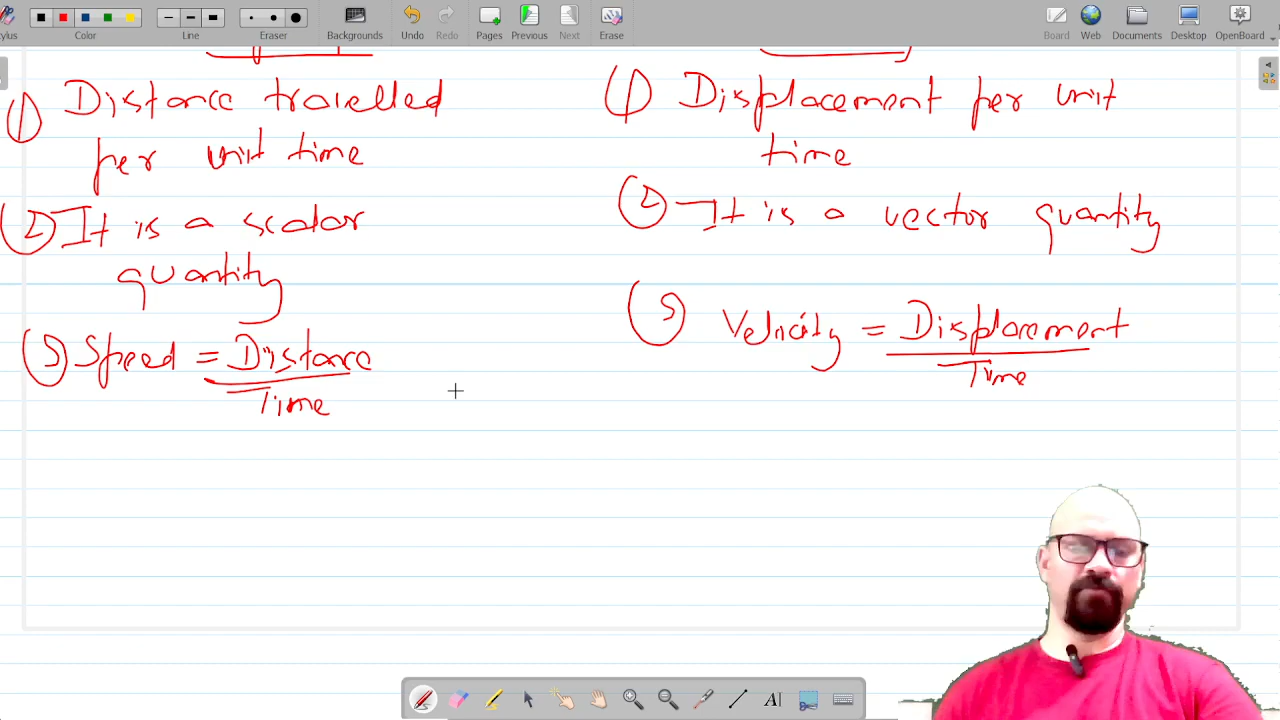 Stylus
Color
Line
Eraser
Backgrounds
Undo
Redo
Pages
Previous
Next
Erase
Board
Web
Documents
Desktop
OpenBoard
① Distance travelled
per unit time
② It is a scalar
quantity
③ Speed = Distance
Time
① Displacement per unit
time
② It is a vector quantity
③ Velocity = Displacement
Time
A